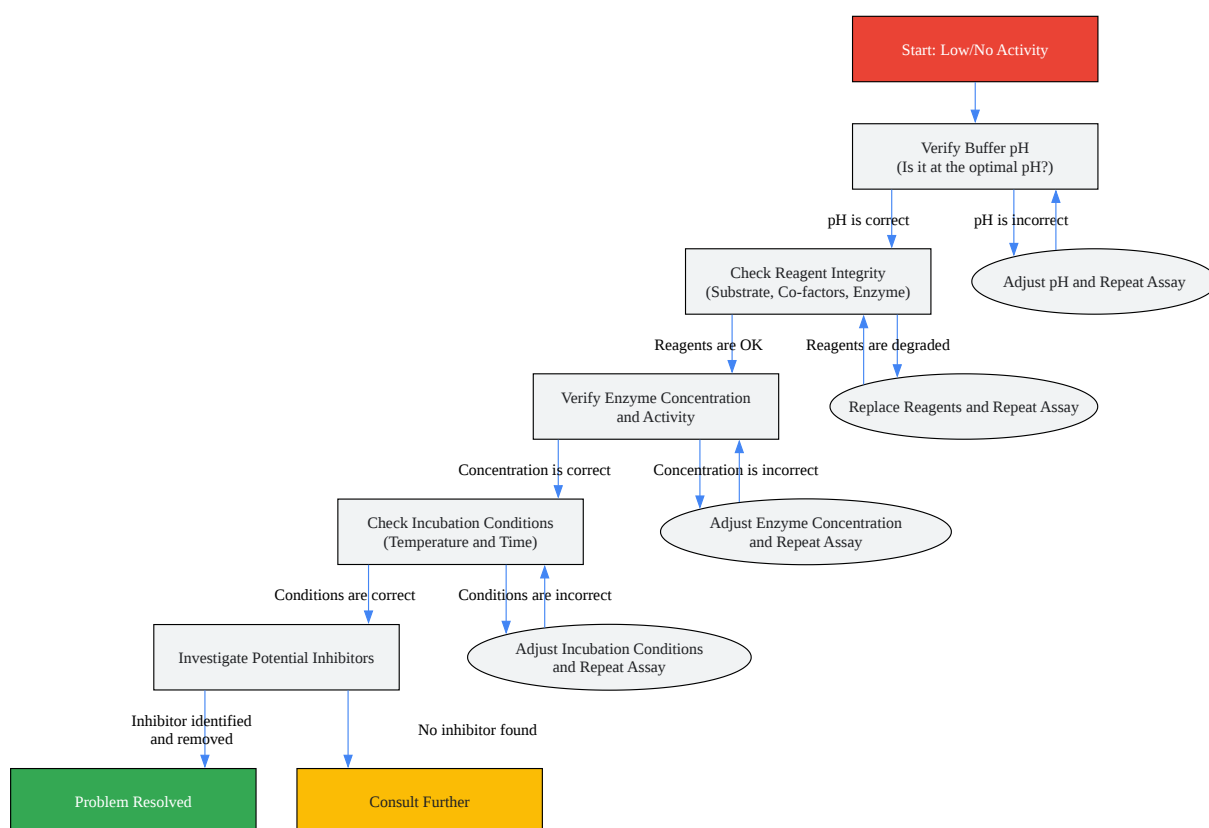 Start: Low/No Activity
Verify Buffer pH
(Is it at the optimal pH?)
pH is correct
pH is incorrect
Check Reagent Integrity
(Substrate, Co-factors, Enzyme)
Adjust pH and Repeat Assay
Reagents are OK
Reagents are degraded
Verify Enzyme Concentration
and Activity
Replace Reagents and Repeat Assay
Concentration is correct
Concentration is incorrect
Check Incubation Conditions
(Temperature and Time)
Adjust Enzyme Concentration
and Repeat Assay
Conditions are correct
Conditions are incorrect
Investigate Potential Inhibitors
Adjust Incubation Conditions
and Repeat Assay
Inhibitor identified
and removed
No inhibitor found
Problem Resolved
Consult Further